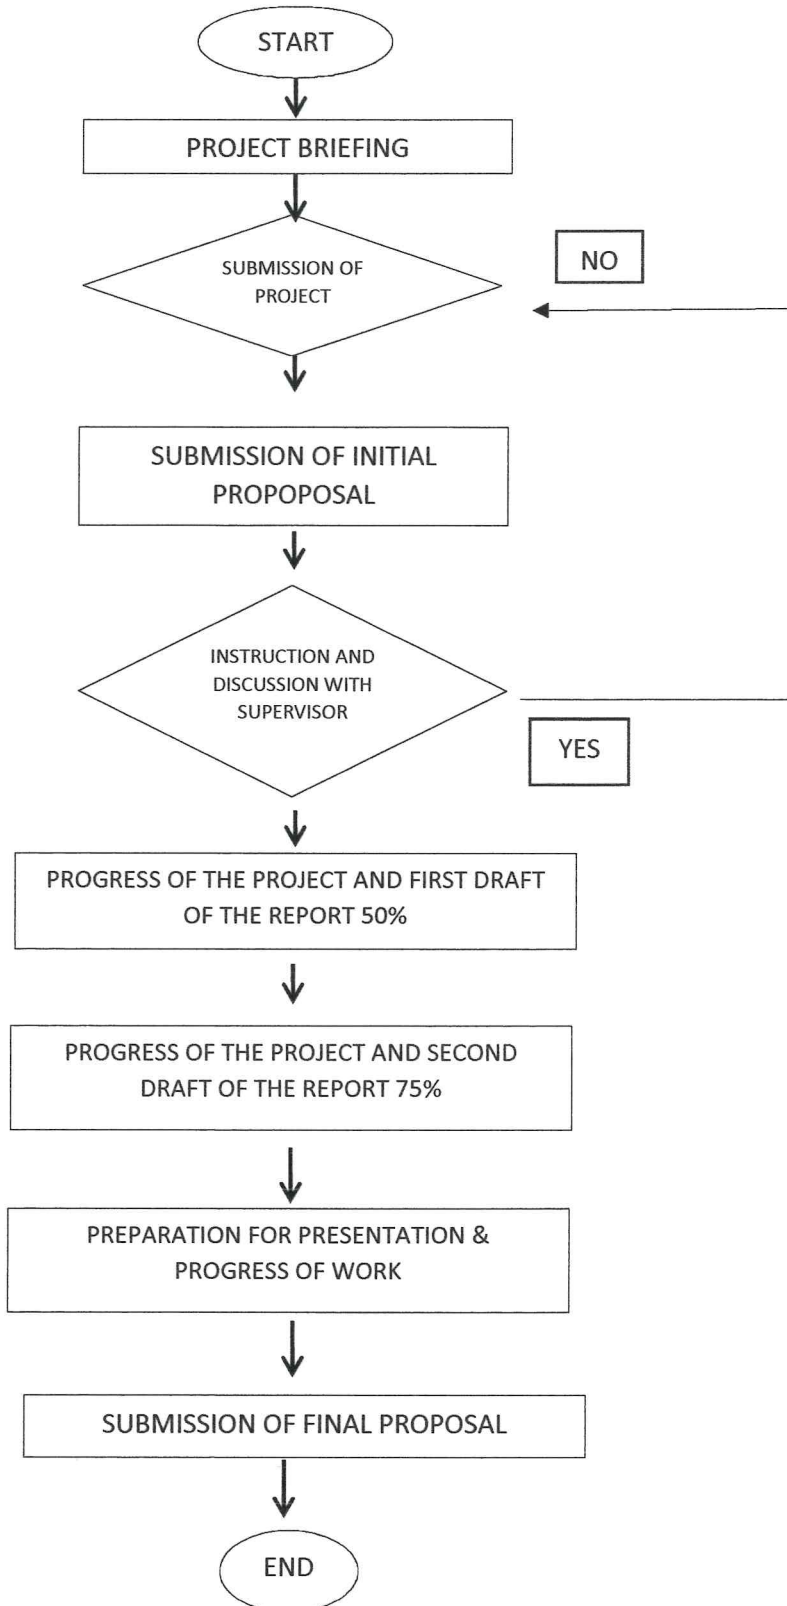 START
PROJECT BRIEFING
SUBMISSION OF
PROJECT
NO
SUBMISSION OF INITIAL
PROPOPOSAL
INSTRUCTION AND
DISCUSSION WITH
SUPERVISOR
YES
PROGRESS OF THE PROJECT AND FIRST DRAFT
OF THE REPORT 50%
PROGRESS OF THE PROJECT AND SECOND
DRAFT OF THE REPORT 75%
PREPARATION FOR PRESENTATION &
PROGRESS OF WORK
SUBMISSION OF FINAL PROPOSAL
END